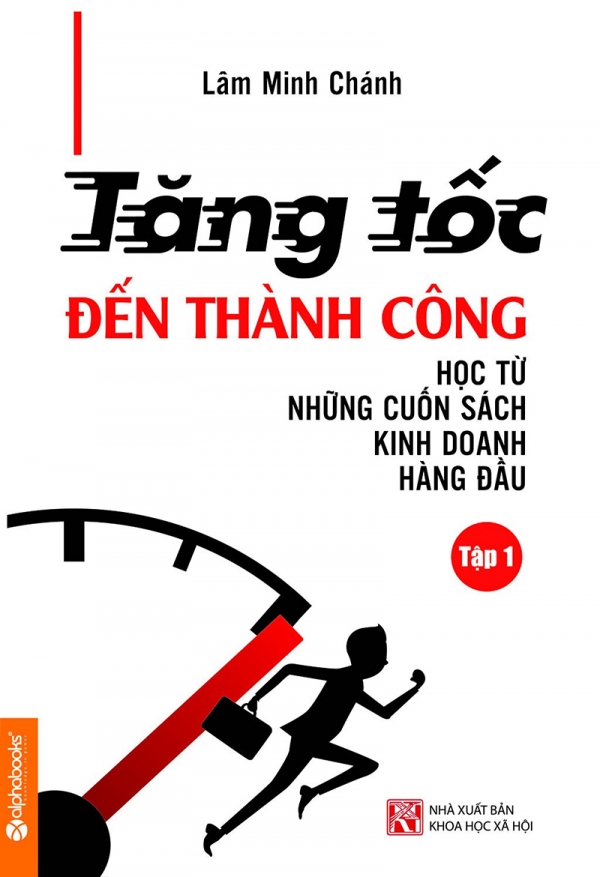 Lâm Minh Chánh
Tăng tốc
ĐẾN THÀNH CÔNG
HỌC TỪ
NHỮNG CUỐN SÁCH
KINH DOANH
HÀNG ĐẦU
Tập 1
alphabooks
NHÀ XUẤT BẢN
KHOA HỌC XÃ HỘI